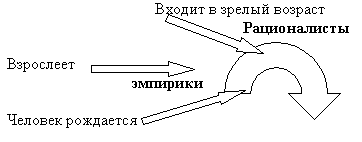 Входит в зрелый возраст
Рационалисты
Взрослеет
эмпирики
Человек рождается